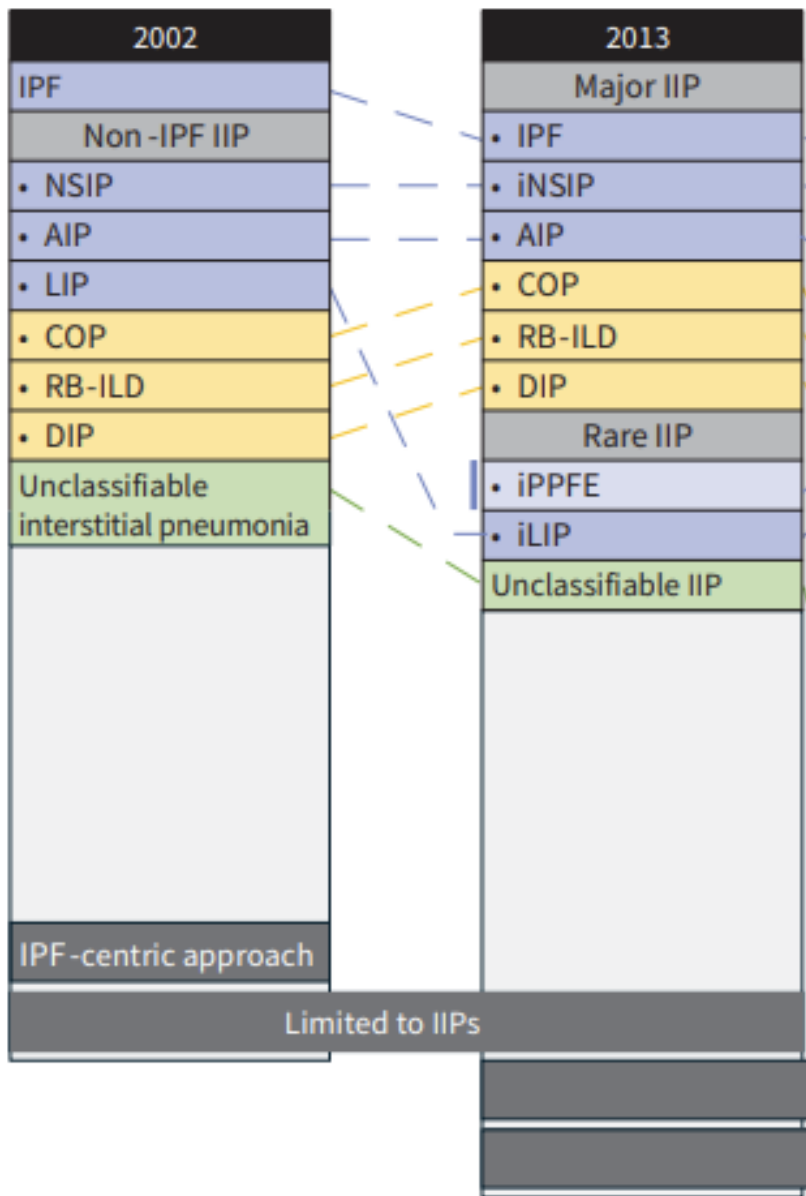 2002
IPF
Non-IPF IIP
• NSIP
• AIP
• LIP
• COP
• RB-ILD
• DIP
Unclassifiable
interstitial pneumonia
IPF-centric approach
2013
Major IIP
• IPF
• iNSIP
• AIP
• COP
• RB-ILD
• DIP
Rare IIP
• iPPFE
• iLIP
Unclassifiable IIP
Limited to IIPs